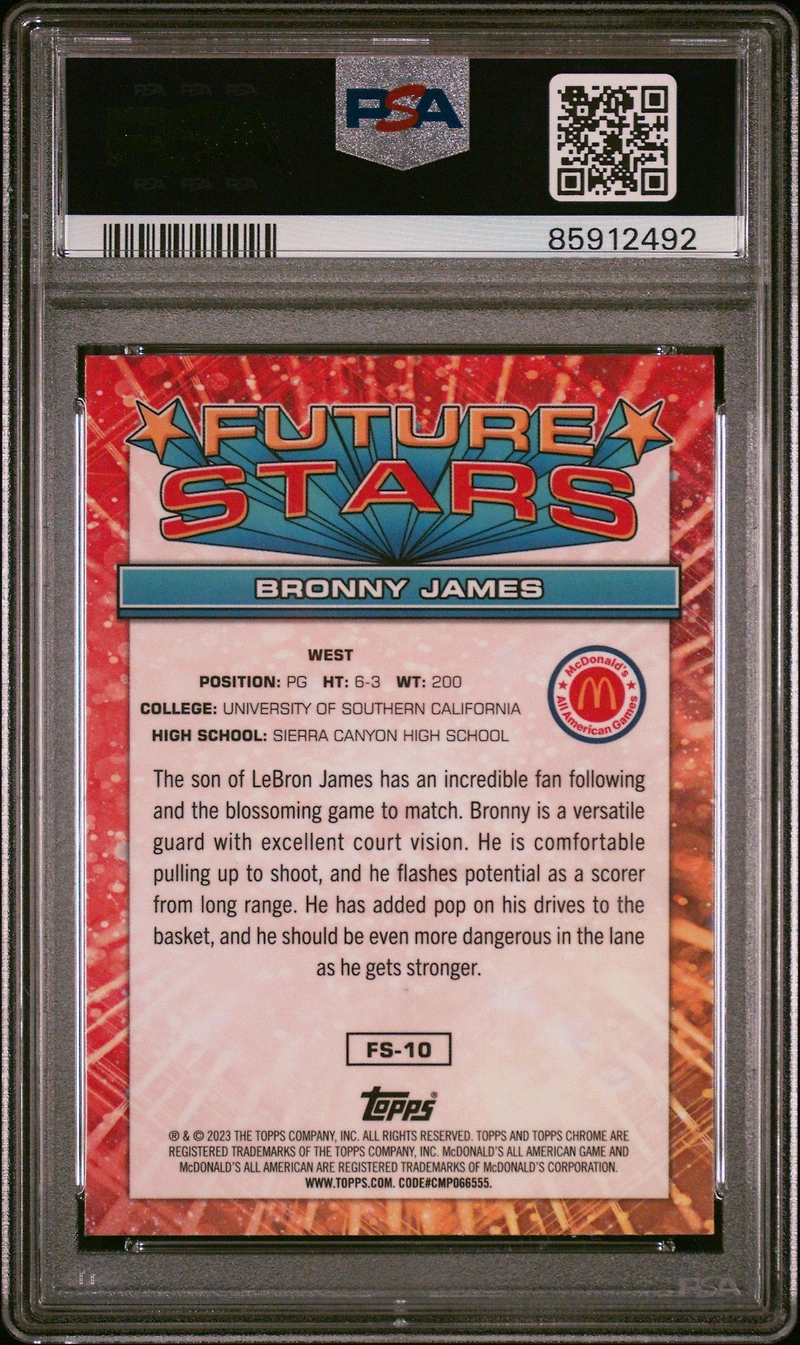 PSA PSA PSA
PSA
PSA PSA PSA
85912492
FUTURE
STARS
BRONNY JAMES
WEST
POSITION: PG HT: 6-3 WT: 200
COLLEGE: UNIVERSITY OF SOUTHERN CALIFORNIA
HIGH SCHOOL: SIERRA CANYON HIGH SCHOOL
McDonald's
All American Games
The son of LeBron James has an incredible fan following
and the blossoming game to match. Bronny is a versatile
guard with excellent court vision. He is comfortable
pulling up to shoot, and he flashes potential as a scorer
from long range. He has added pop on his drives to the
basket, and he should be even more dangerous in the lane
as he gets stronger.
FS-10
topps®
® & © 2023 THE TOPPS COMPANY, INC. ALL RIGHTS RESERVED. TOPPS AND TOPPS CHROME ARE
REGISTERED TRADEMARKS OF THE TOPPS COMPANY, INC. McDONALD'S ALL AMERICAN GAME AND
McDONALD'S ALL AMERICAN ARE REGISTERED TRADEMARKS OF McDONALD'S CORPORATION.
WWW.TOPPS.COM. CODE#CMP066555.
PSA